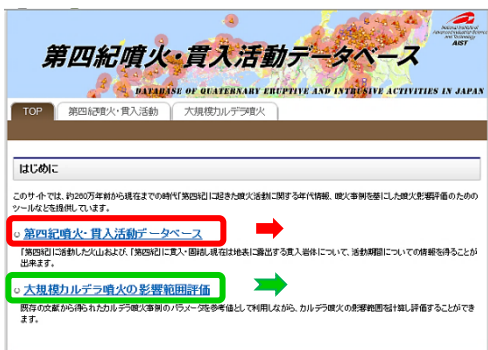 National Institute of
Advanced Industrial Science
and Technology
AIST
第四紀噴火・貫入活動データベース
DATABASE OF QUATERNARY ERUPTIVE AND INTRUSIVE ACTIVITIES IN JAPAN
TOP 第四紀噴火・貫入活動 大規模カルデラ噴火
はじめに
このサイトでは、約260万年前から現在までの時代「第四紀」に起きた噴火活動に関する年代情報、噴火事例を基にした噴火影響評価のための
ツールなどを提供しています。
第四紀噴火・貫入活動データベース
「第四紀」に活動した火山および、「第四紀」に貫入・固結し現在は地表に露出する貫入岩体について、活動期間についての情報を得ることが
出来ます。
大規模カルデラ噴火の影響範囲評価
既存の文献から得られたカルデラ噴火事例のパラメータを参考値として利用しながら、カルデラ噴火の影響範囲を計算し評価することができ
ます。